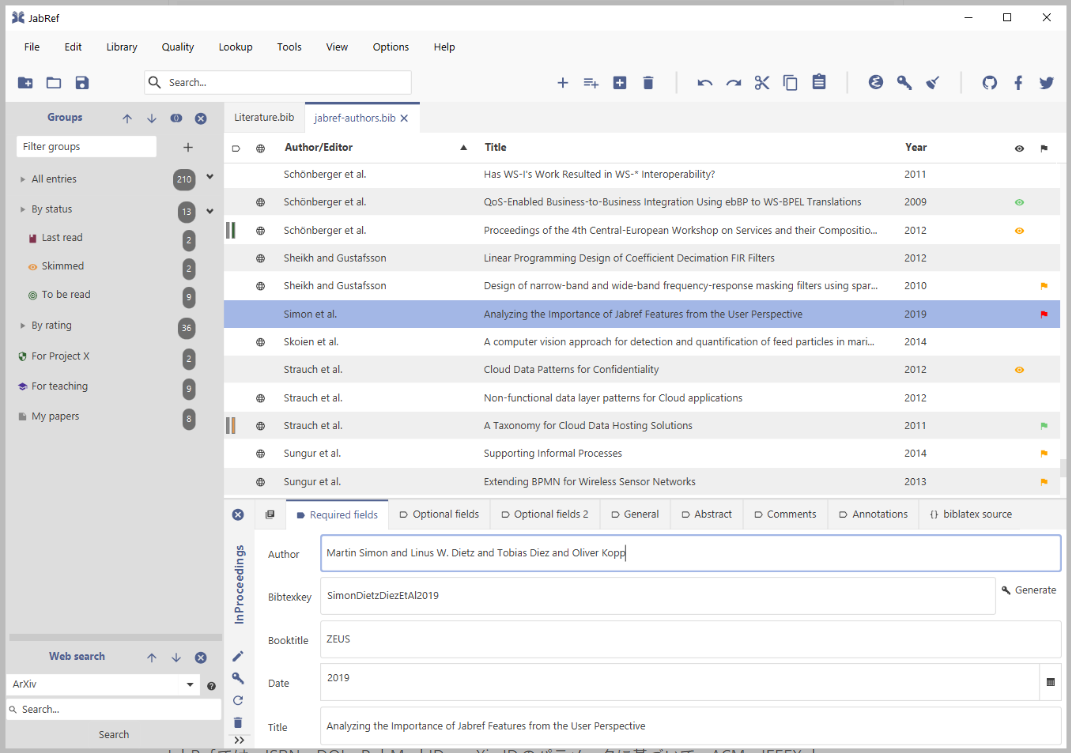 JabRef
File Edit Library Quality Lookup Tools View Options Help
Search...
Groups
Filter groups
All entries 210
By status 13
Last read 2
Skimmed 2
To be read 9
By rating 36
For Project X 2
For teaching 9
My papers 8
Web search
ArXiv
Search...
Search
Literature.bib jabref-authors.bib
Author/Editor Title Year
Schönberger et al. Has WS-I's Work Resulted in WS-* Interoperability? 2011
Schönberger et al. QoS-Enabled Business-to-Business Integration Using ebBP to WS-BPEL Translations 2009
Schönberger et al. Proceedings of the 4th Central-European Workshop on Services and their Compositio... 2012
Sheikh and Gustafsson Linear Programming Design of Coefficient Decimation FIR Filters 2012
Sheikh and Gustafsson Design of narrow-band and wide-band frequency-response masking filters using spar... 2010
Simon et al. Analyzing the Importance of Jabref Features from the User Perspective 2019
Skoien et al. A computer vision approach for detection and quantification of feed particles in mari... 2014
Strauch et al. Cloud Data Patterns for Confidentiality 2012
Strauch et al. Non-functional data layer patterns for Cloud applications 2012
Strauch et al. A Taxonomy for Cloud Data Hosting Solutions 2011
Sungur et al. Supporting Informal Processes 2014
Sungur et al. Extending BPMN for Wireless Sensor Networks 2013
Required fields Optional fields Optional fields 2 General Abstract Comments Annotations {} biblatex source
InProceedings
Author Martin Simon and Linus W. Dietz and Tobias Diez and Oliver Kopp
Bibtexkey SimonDietzDiezEtAl2019 Generate
Booktitle ZEUS
Date 2019
Title Analyzing the Importance of Jabref Features from the User Perspective